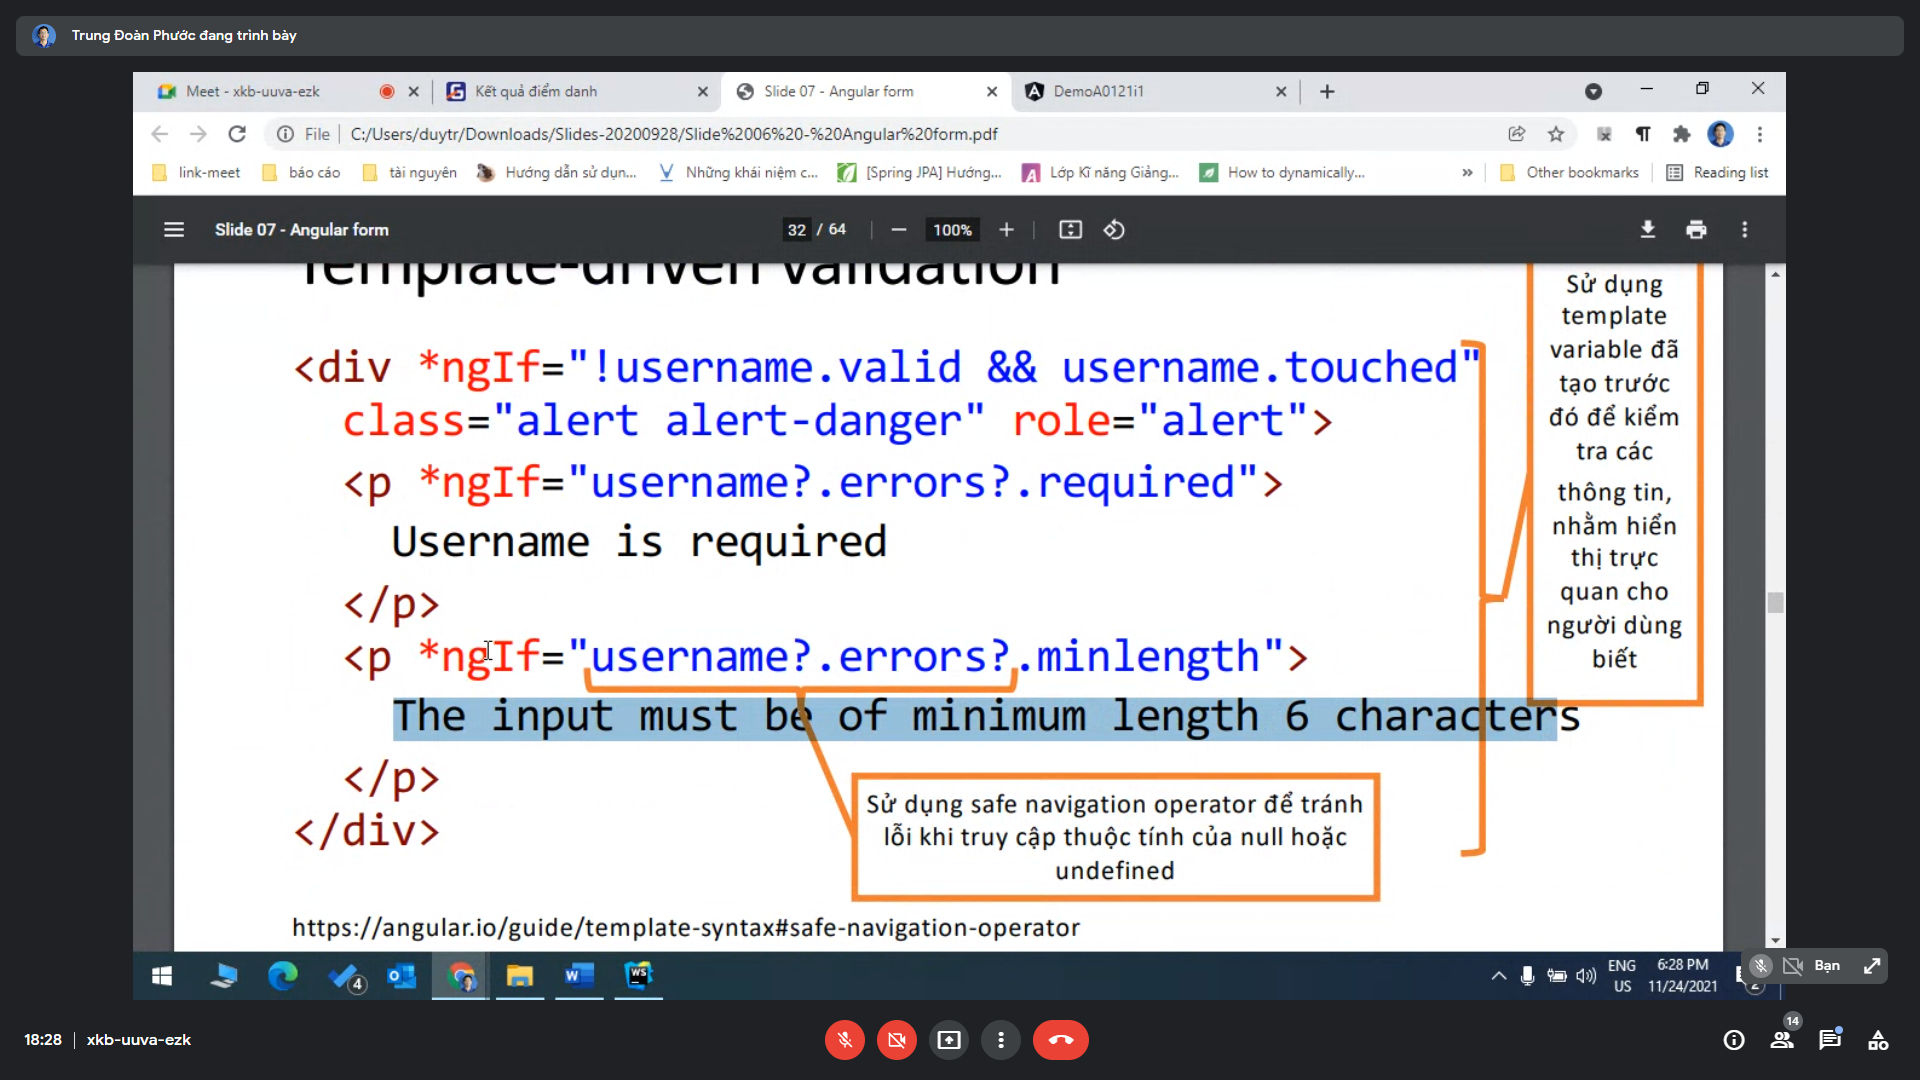 Trung Đoàn Phước đang trình bày
Meet - xkb-uuva-ezk
Kết quả điểm danh
Slide 07 - Angular form
DemoA0121i1
File
C:/Users/duytr/Downloads/Slides-20200928/Slide%2006%20-%20Angular%20form.pdf
link-meet
báo cáo
tài nguyên
Hướng dẫn sử dụn...
Những khái niệm c...
[Spring JPA] Hướng...
Lớp Kĩ năng Giảng...
How to dynamically...
»
Other bookmarks
Reading list
Slide 07 - Angular form
32 / 64
100%
Template-driven validation
<div *ngIf="!username.valid && username.touched"
class="alert alert-danger" role="alert">
<p *ngIf="username?.errors?.required">
Username is required
</p>
<p *ngIf="username?.errors?.minlength">
The input must be of minimum length 6 characters
</p>
</div>
Sử dụng
template
variable đã
tạo trước
đó để kiểm
tra các
thông tin,
nhằm hiển
thị trực
quan cho
người dùng
biết
Sử dụng safe navigation operator để tránh
lỗi khi truy cập thuộc tính của null hoặc
undefined
https://angular.io/guide/template-syntax#safe-navigation-operator
4
WS
ENG
US
6:28 PM
11/24/2021
2
Bạn
18:28
xkb-uuva-ezk
14